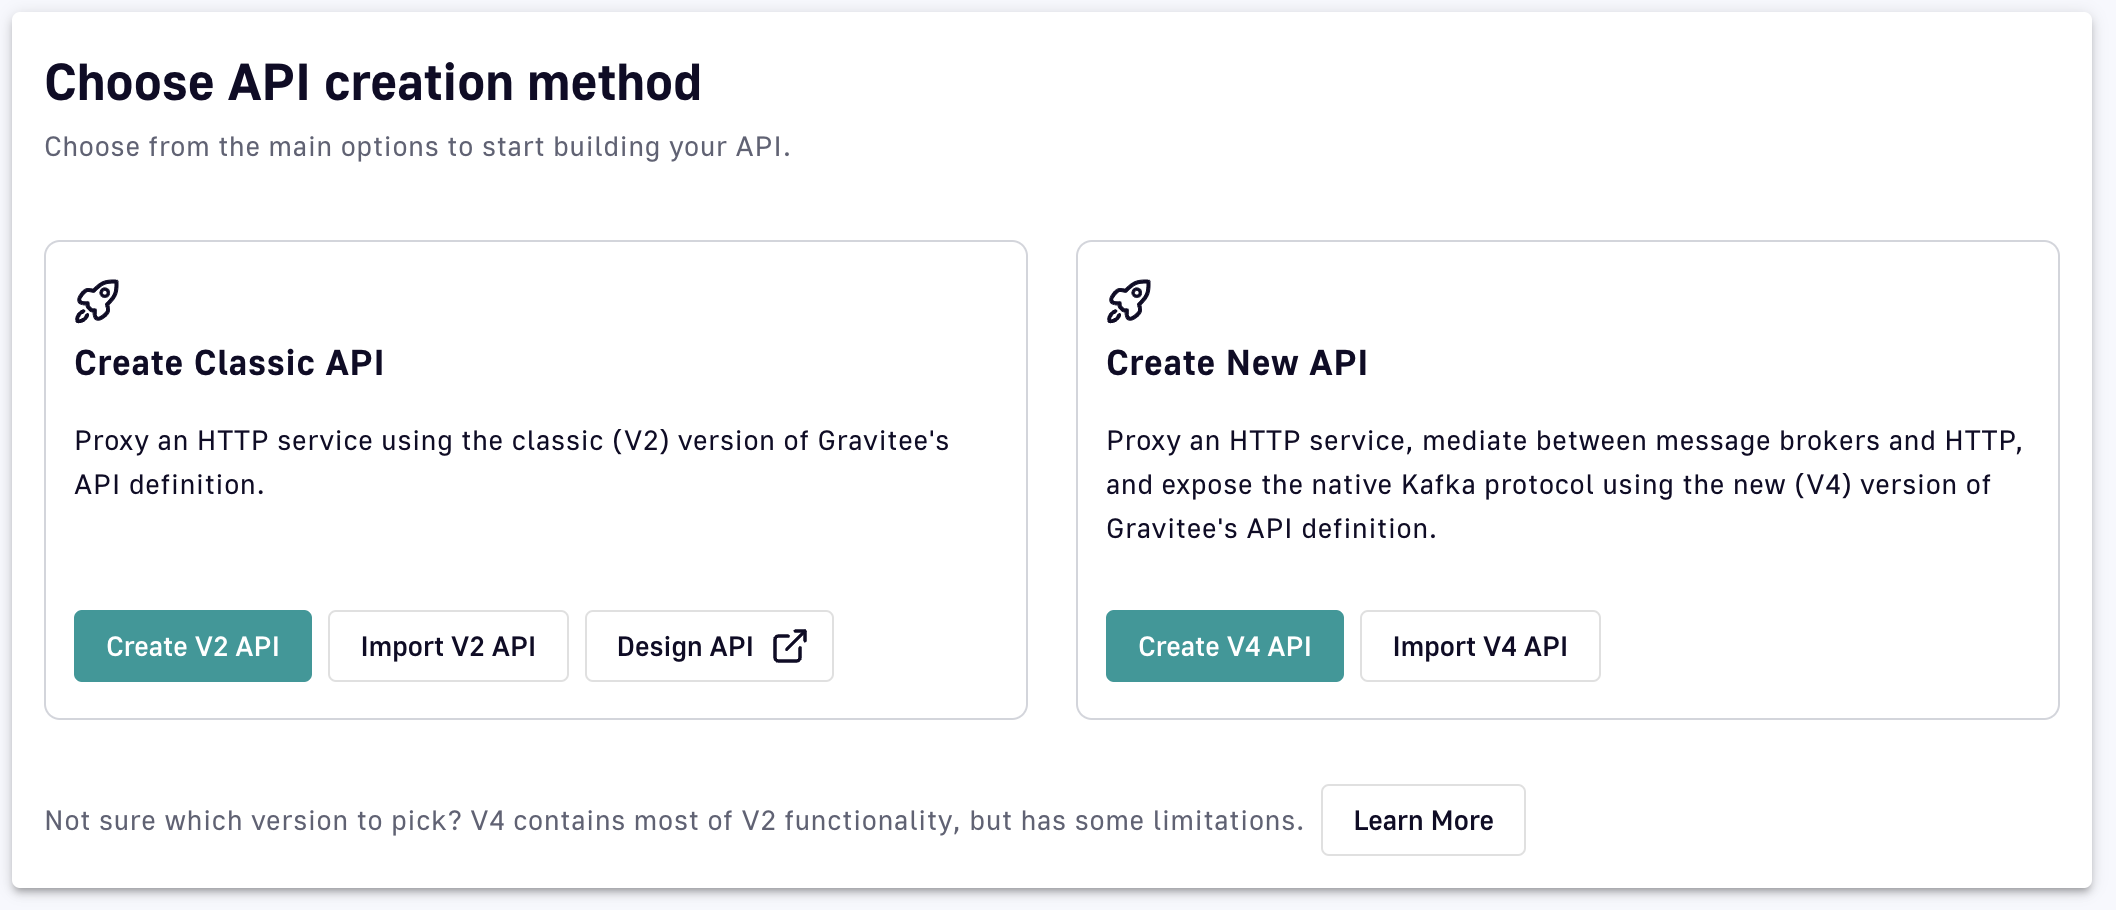 Choose API creation method
Choose from the main options to start building your API.
Create Classic API
Proxy an HTTP service using the classic (V2) version of Gravitee's
API definition.
Create V2 API
Import V2 API
Design API
Create New API
Proxy an HTTP service, mediate between message brokers and HTTP,
and expose the native Kafka protocol using the new (V4) version of
Gravitee's API definition.
Create V4 API
Import V4 API
Not sure which version to pick? V4 contains most of V2 functionality, but has some limitations.
Learn More